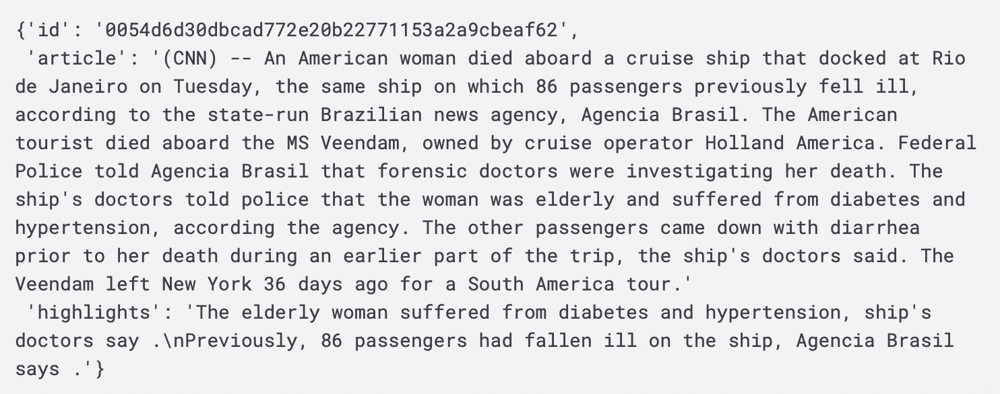 {'id': '0054d6d30dbcad772e20b22771153a2a9cbeaf62',
 'article': '(CNN) -- An American woman died aboard a cruise ship that docked at Rio
de Janeiro on Tuesday, the same ship on which 86 passengers previously fell ill,
according to the state-run Brazilian news agency, Agencia Brasil. The American
tourist died aboard the MS Veendam, owned by cruise operator Holland America. Federal
Police told Agencia Brasil that forensic doctors were investigating her death. The
ship's doctors told police that the woman was elderly and suffered from diabetes and
hypertension, according the agency. The other passengers came down with diarrhea
prior to her death during an earlier part of the trip, the ship's doctors said. The
Veendam left New York 36 days ago for a South America tour.'
 'highlights': 'The elderly woman suffered from diabetes and hypertension, ship's
doctors say .\nPreviously, 86 passengers had fallen ill on the ship, Agencia Brasil
says .'}